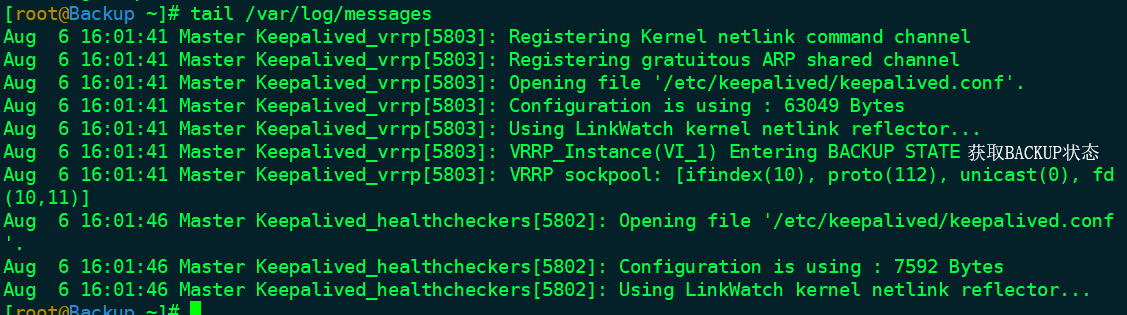 [root@Backup ~]# tail /var/log/messages
Aug  6 16:01:41 Master Keepalived_vrrp[5803]: Registering Kernel netlink command channel
Aug  6 16:01:41 Master Keepalived_vrrp[5803]: Registering gratuitous ARP shared channel
Aug  6 16:01:41 Master Keepalived_vrrp[5803]: Opening file '/etc/keepalived/keepalived.conf'.
Aug  6 16:01:41 Master Keepalived_vrrp[5803]: Configuration is using : 63049 Bytes
Aug  6 16:01:41 Master Keepalived_vrrp[5803]: Using LinkWatch kernel netlink reflector...
Aug  6 16:01:41 Master Keepalived_vrrp[5803]: VRRP_Instance(VI_1) Entering BACKUP STATE 获取BACKUP状态
Aug  6 16:01:41 Master Keepalived_vrrp[5803]: VRRP sockpool: [ifindex(10), proto(112), unicast(0), fd
(10,11)]
Aug  6 16:01:46 Master Keepalived_healthcheckers[5802]: Opening file '/etc/keepalived/keepalived.conf
'.
Aug  6 16:01:46 Master Keepalived_healthcheckers[5802]: Configuration is using : 7592 Bytes
Aug  6 16:01:46 Master Keepalived_healthcheckers[5802]: Using LinkWatch kernel netlink reflector...
[root@Backup ~]#